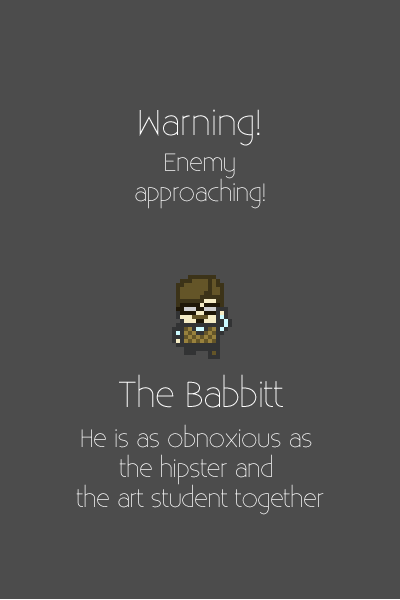 Warning!
Enemy
approaching!
The Babbitt
He is as obnoxious as
the hipster and
the art student together